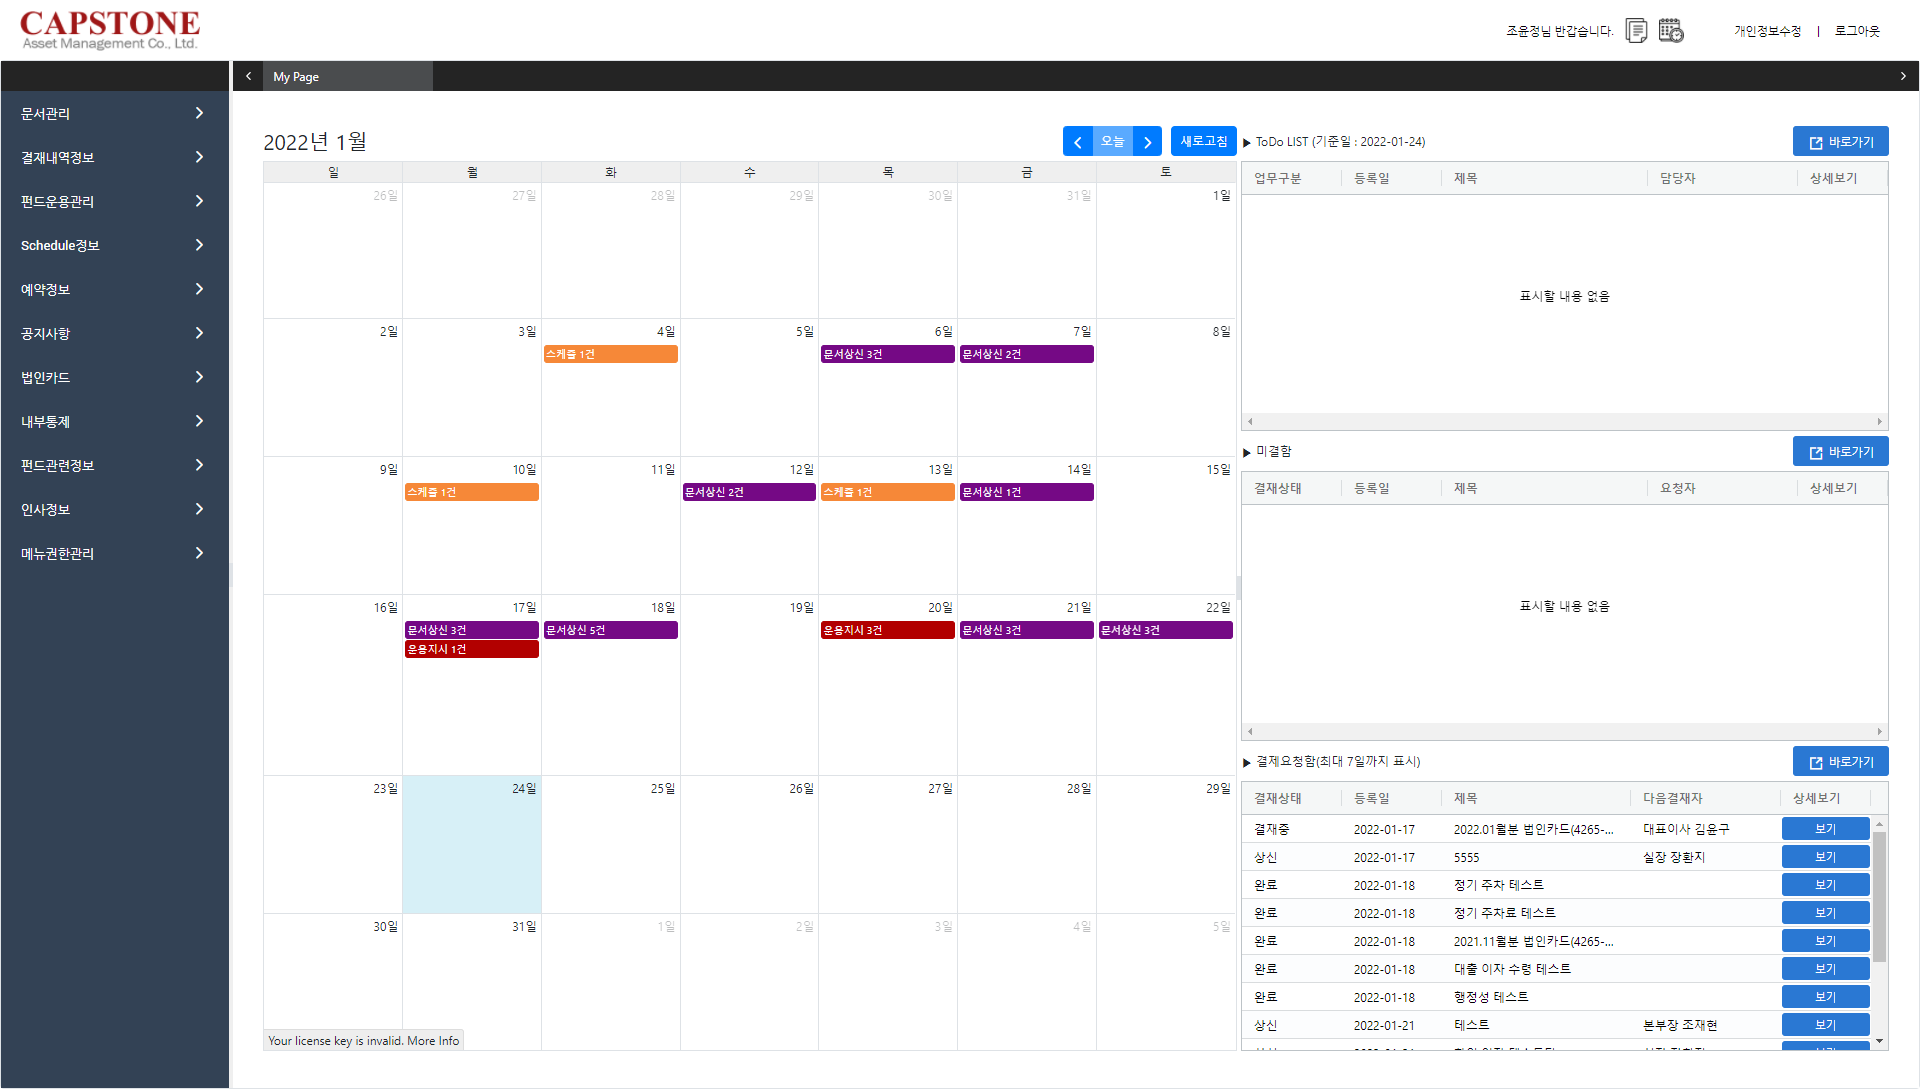 CAPSTONE
Asset Management Co., Ltd.
조윤정님 반갑습니다.
개인정보수정 | 로그아웃
My Page
문서관리
결재내역정보
펀드운용관리
Schedule정보
예약정보
공지사항
법인카드
내부통제
펀드관련정보
인사정보
메뉴권한관리
2022년 1월
오늘
새로고침
일 월 화 수 목 금 토
26일 27일 28일 29일 30일 31일 1일
2일 3일 4일 5일 6일 7일 8일
스케줄 1건 문서상신 3건 문서상신 2건
9일 10일 11일 12일 13일 14일 15일
스케줄 1건 문서상신 2건 스케줄 1건 문서상신 1건
16일 17일 18일 19일 20일 21일 22일
문서상신 3건 문서상신 5건 운용지시 3건 문서상신 3건 문서상신 3건
운용지시 1건
23일 24일 25일 26일 27일 28일 29일
30일 31일 1일 2일 3일 4일 5일
Your license key is invalid. More Info
ToDo LIST (기준일 : 2022-01-24)
바로가기
업무구분 등록일 제목 담당자 상세보기
표시할 내용 없음
미결함
바로가기
결재상태 등록일 제목 요청자 상세보기
표시할 내용 없음
결제요청함(최대 7일까지 표시)
바로가기
결재상태 등록일 제목 다음결재자 상세보기
결재중 2022-01-17 2022.01월분 법인카드(4265-... 대표이사 김윤구 보기
상신 2022-01-17 5555 실장 장환지 보기
완료 2022-01-18 정기 주차 테스트 보기
완료 2022-01-18 정기 주차료 테스트 보기
완료 2022-01-18 2021.11월분 법인카드(4265-... 보기
완료 2022-01-18 대출 이자 수령 테스트 보기
완료 2022-01-18 행정성 테스트 보기
상신 2022-01-21 테스트 본부장 조재현 보기